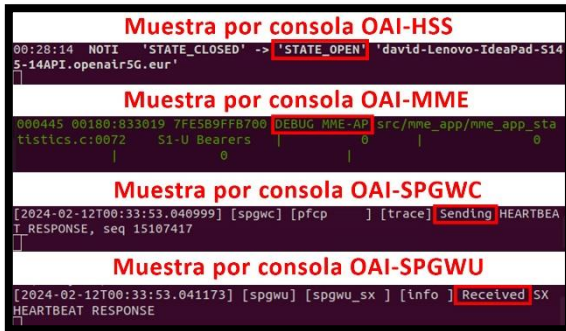 Muestra por consola OAI-HSS
00:28:14 NOTI 'STATE_CLOSED' -> 'STATE_OPEN' 'david-Lenovo-IdeaPad-S14
5-14API.openair5G.eur'
Muestra por consola OAI-MME
000445 00180:833019 7FE5B9FFB700 DEBUG MME-AP src/mme_app/mme_app_sta
tistics.c:0072 S1-U Bearers | 0 | 0
| 0 |
Muestra por consola OAI-SPGWC
[2024-02-12T00:33:53.040999] [spgwc] [pfcp ] [trace] Sending HEARTBEA
T_RESPONSE, seq 15107417
Muestra por consola OAI-SPGWU
[2024-02-12T00:33:53.041173] [spgwu] [spgwu_sx ] [info ] Received SX
HEARTBEAT RESPONSE